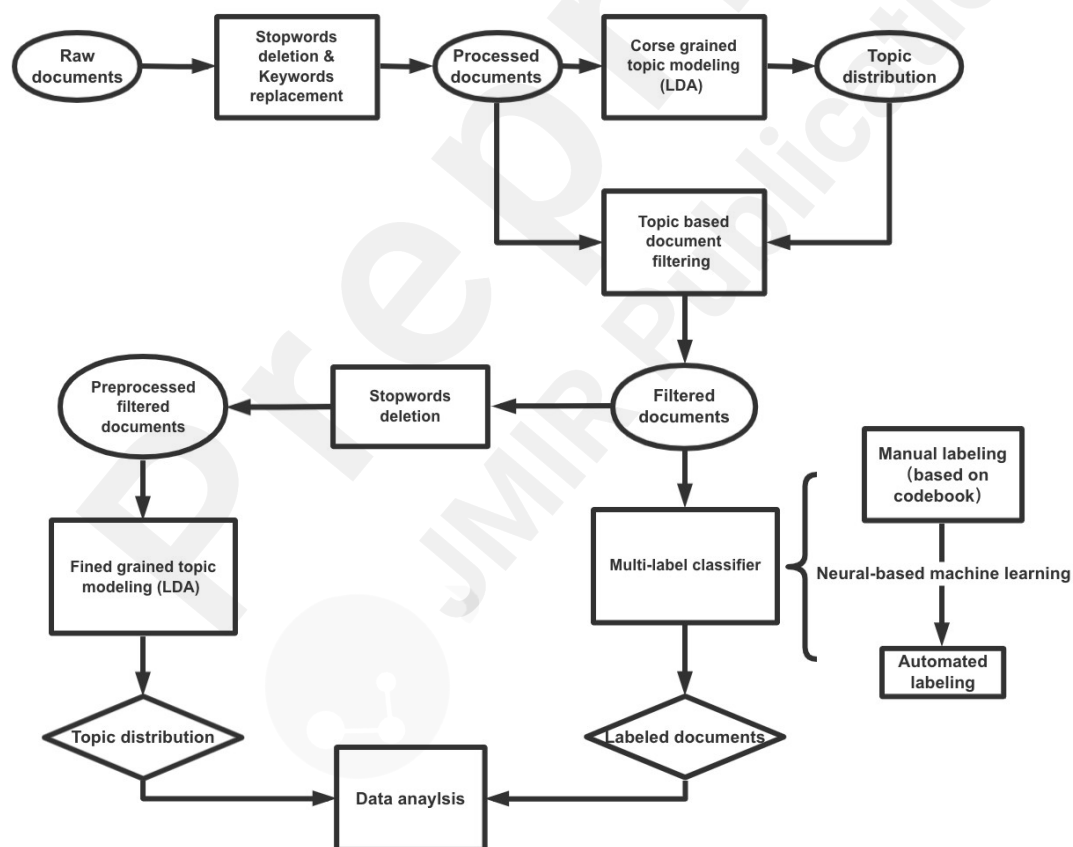 Raw
documents
Stopwords
deletion &
Keywords
replacement
Processed
documents
Corse grained
topic modeling
(LDA)
Topic
distribution
Topic based
document
filtering
Preprocessed
filtered
documents
Stopwords
deletion
Filtered
documents
Manual labeling
（based on
codebook）
Fined grained topic
modeling (LDA)
Multi-label classifier
Neural-based machine learning
Automated
labeling
Topic distribution
Labeled documents
Data anaylsis